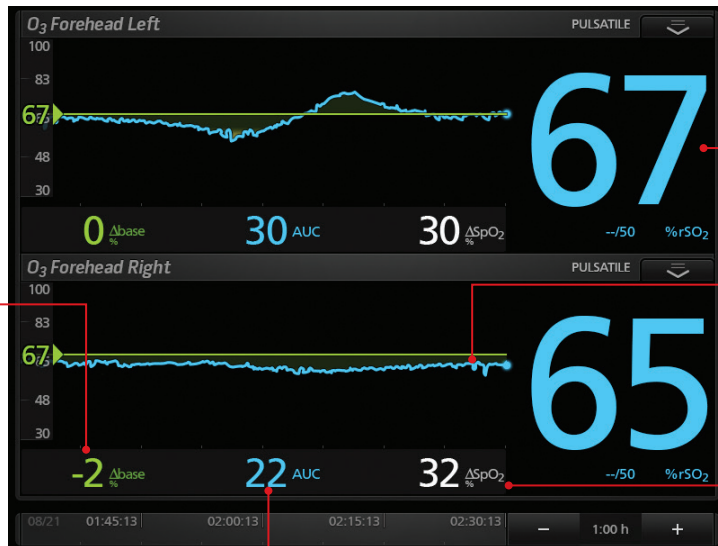 O3 Forehead Left PULSATILE
100
83
67
48
30
67
0 Δbase % 30 AUC 30 ΔSpO2 % --/50 %rSO2
O3 Forehead Right PULSATILE
100
83
67
48
30
65
-2 Δbase % 22 AUC 32 ΔSpO2 % --/50 %rSO2
08/21 01:45:13 02:00:13 02:15:13 02:30:13 − 1:00 h +